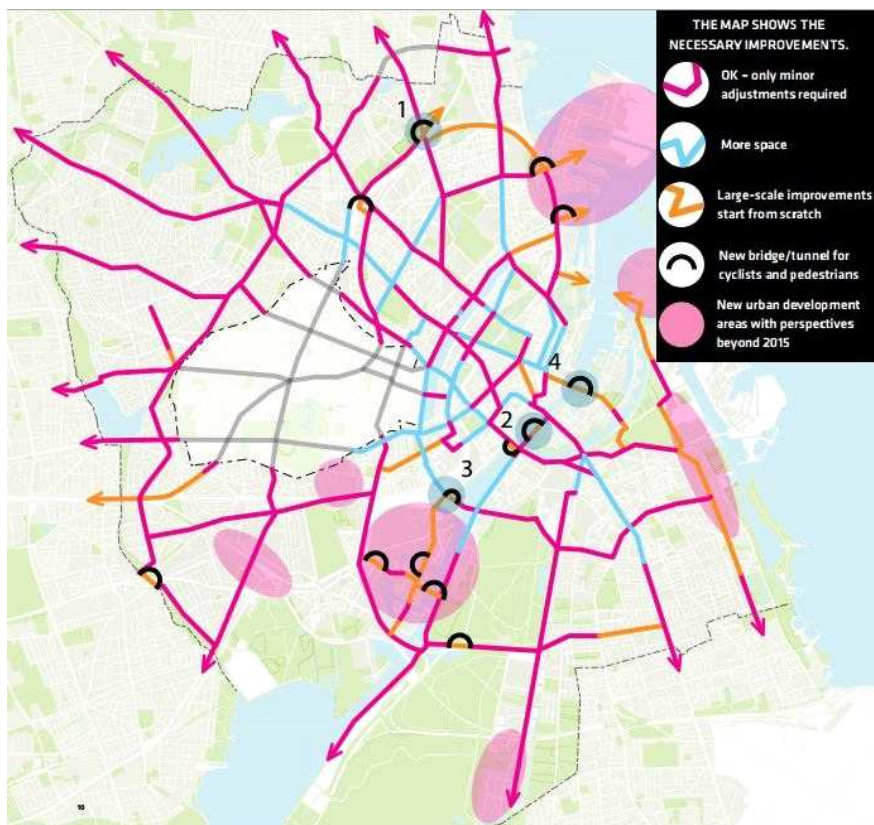 THE MAP SHOWS THE
NECESSARY IMPROVEMENTS.
OK – only minor
adjustments required
More space
Large-scale improvements
start from scratch
New bridge/tunnel for
cyclists and pedestrians
New urban development
areas with perspectives
beyond 2015
1
4
2
3
10